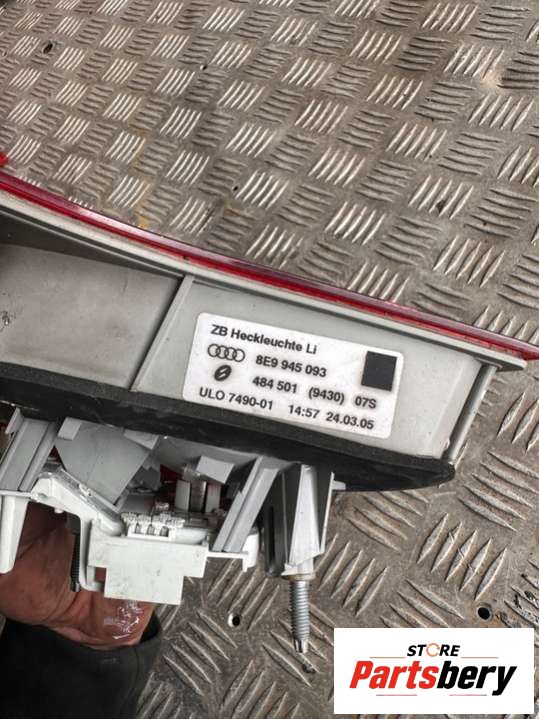 ZB Heckleuchte Li
8E9 945 093
484 501 (9430) 07S
ULO 7490-01 14:57 24.03.05
STORE
Partsbery